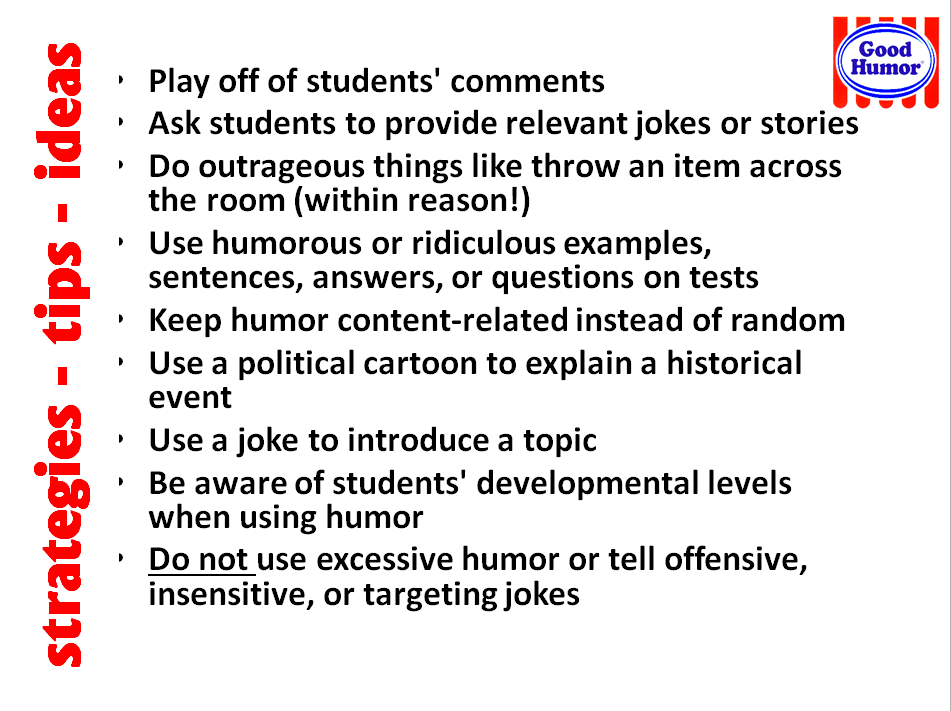 strategies - tips - ideas
Good
Humor®
Play off of students' comments
Ask students to provide relevant jokes or stories
Do outrageous things like throw an item across
the room (within reason!)
Use humorous or ridiculous examples,
sentences, answers, or questions on tests
Keep humor content-related instead of random
Use a political cartoon to explain a historical
event
Use a joke to introduce a topic
Be aware of students' developmental levels
when using humor
Do not use excessive humor or tell offensive,
insensitive, or targeting jokes